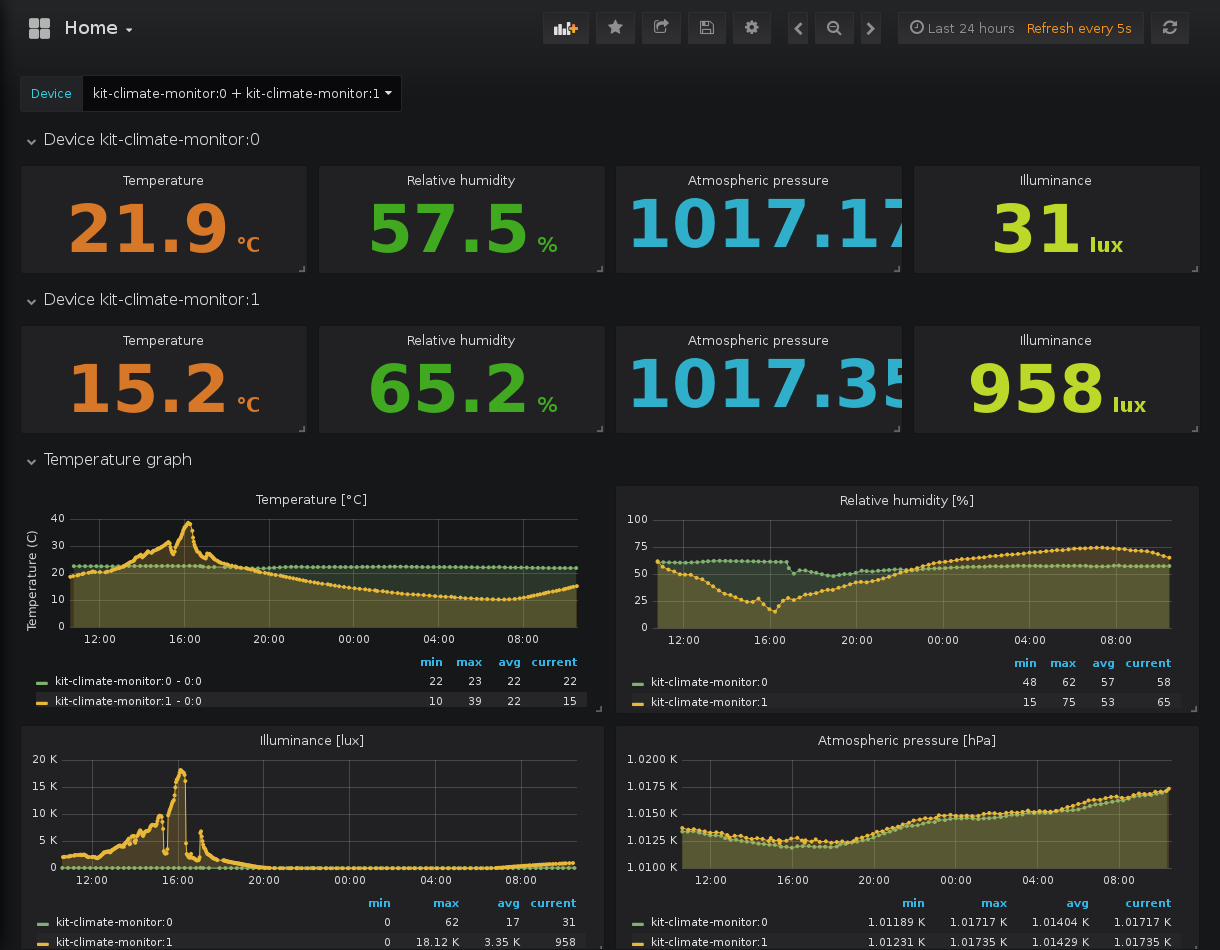 Home
Last 24 hours Refresh every 5s
Device kit-climate-monitor:0 + kit-climate-monitor:1
Device kit-climate-monitor:0
Temperature Relative humidity Atmospheric pressure Illuminance
21.9 °C 57.5 % 1017.17 31 lux
Device kit-climate-monitor:1
Temperature Relative humidity Atmospheric pressure Illuminance
15.2 °C 65.2 % 1017.35 958 lux
Temperature graph
Temperature [°C]
Temperature (C)
40
30
20
10
0
12:00 16:00 20:00 00:00 04:00 08:00
min max avg current
kit-climate-monitor:0 - 0:0 22 23 22 22
kit-climate-monitor:1 - 0:0 10 39 22 15
Relative humidity [%]
100
75
50
25
0
12:00 16:00 20:00 00:00 04:00 08:00
min max avg current
kit-climate-monitor:0 48 62 57 58
kit-climate-monitor:1 15 75 53 65
Illuminance [lux]
20 K
15 K
10 K
5 K
0
12:00 16:00 20:00 00:00 04:00 08:00
min max avg current
kit-climate-monitor:0 0 62 17 31
kit-climate-monitor:1 0 18.12 K 3.35 K 958
Atmospheric pressure [hPa]
1.0200 K
1.0175 K
1.0150 K
1.0125 K
1.0100 K
12:00 16:00 20:00 00:00 04:00 08:00
min max avg current
kit-climate-monitor:0 1.01189 K 1.01717 K 1.01404 K 1.01717 K
kit-climate-monitor:1 1.01231 K 1.01735 K 1.01429 K 1.01735 K